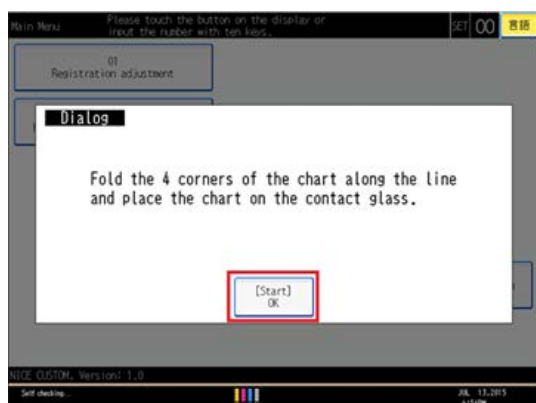 Main Menu
Please touch the button on the display or
input the number with ten keys.
SET 00
言語
01
Registration adjustment
Dialog
Fold the 4 corners of the chart along the line
and place the chart on the contact glass.
[Start]
OK
NICE CUSTOM, Version: 1.0
Self checking...
JUL 13,2015